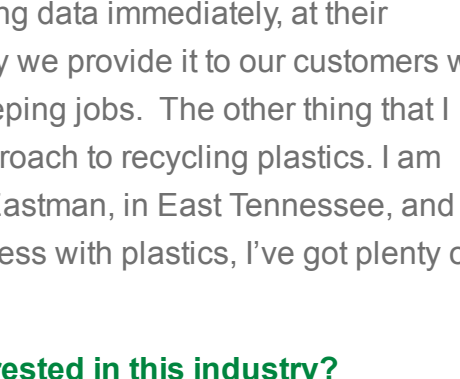 ng data immediately, at their
y we provide it to our customers w
eping jobs.  The other thing that I
roach to recycling plastics. I am
Eastman, in East Tennessee, and
ess with plastics, I’ve got plenty o
rested in this industry?